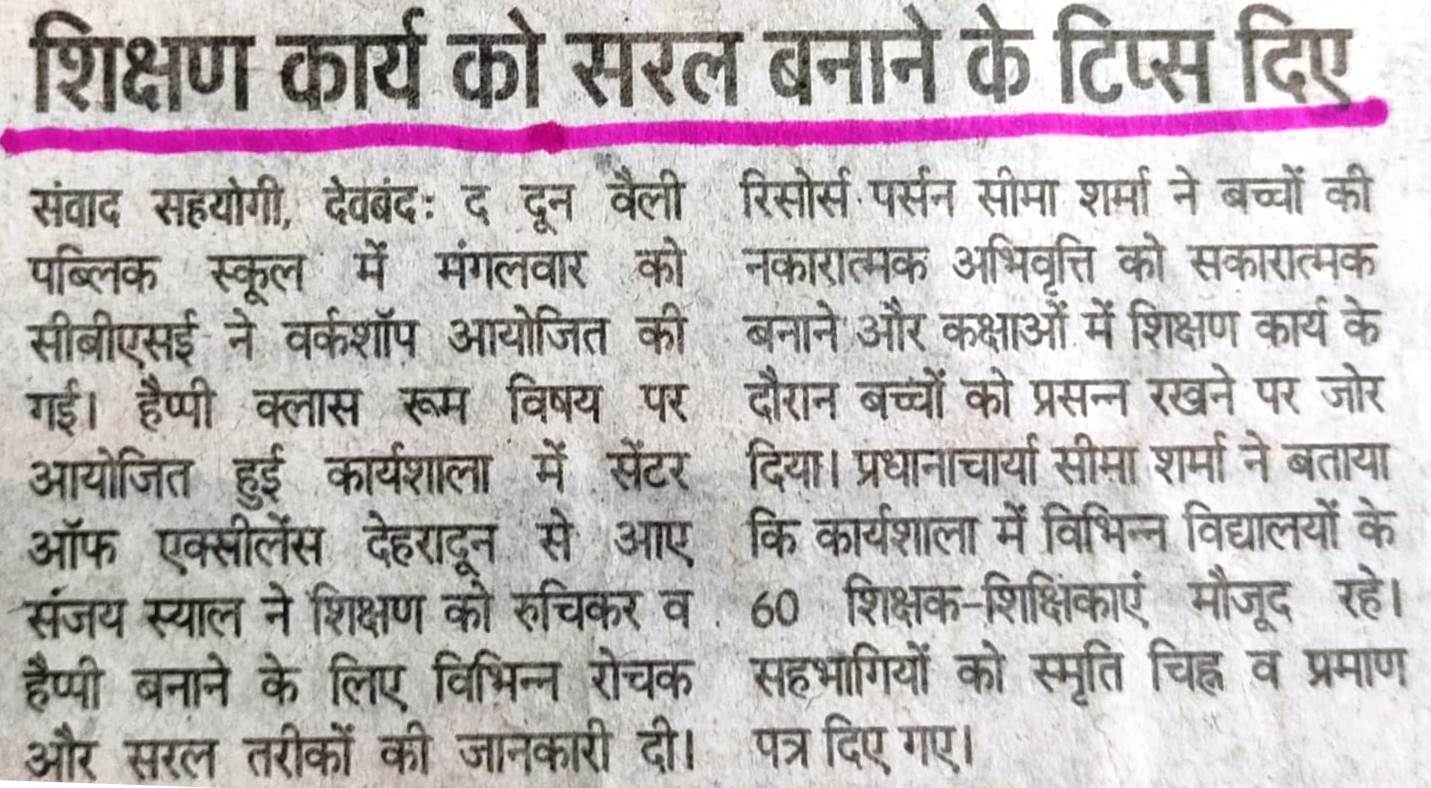 शिक्षण कार्य को सरल बनाने के टिप्स दिए
संवाद सहयोगी, देवबंद: द दून वैली
पब्लिक स्कूल में मंगलवार को
सीबीएसई ने वर्कशॉप आयोजित की
गई। हैप्पी क्लास रूम विषय पर
आयोजित हुई कार्यशाला में सेंटर
ऑफ एक्सीलेंस देहरादून से आए
संजय स्याल ने शिक्षण को रुचिकर व
हैप्पी बनाने के लिए विभिन्न रोचक
और सरल तरीकों की जानकारी दी।
रिसोर्स पर्सन सीमा शर्मा ने बच्चों की
नकारात्मक अभिवृत्ति को सकारात्मक
बनाने और कक्षाओं में शिक्षण कार्य के
दौरान बच्चों को प्रसन्न रखने पर जोर
दिया। प्रधानाचार्या सीमा शर्मा ने बताया
कि कार्यशाला में विभिन्न विद्यालयों के
60 शिक्षक-शिक्षिकाएं मौजूद रहे।
सहभागियों को स्मृति चिह्न व प्रमाण
पत्र दिए गए।